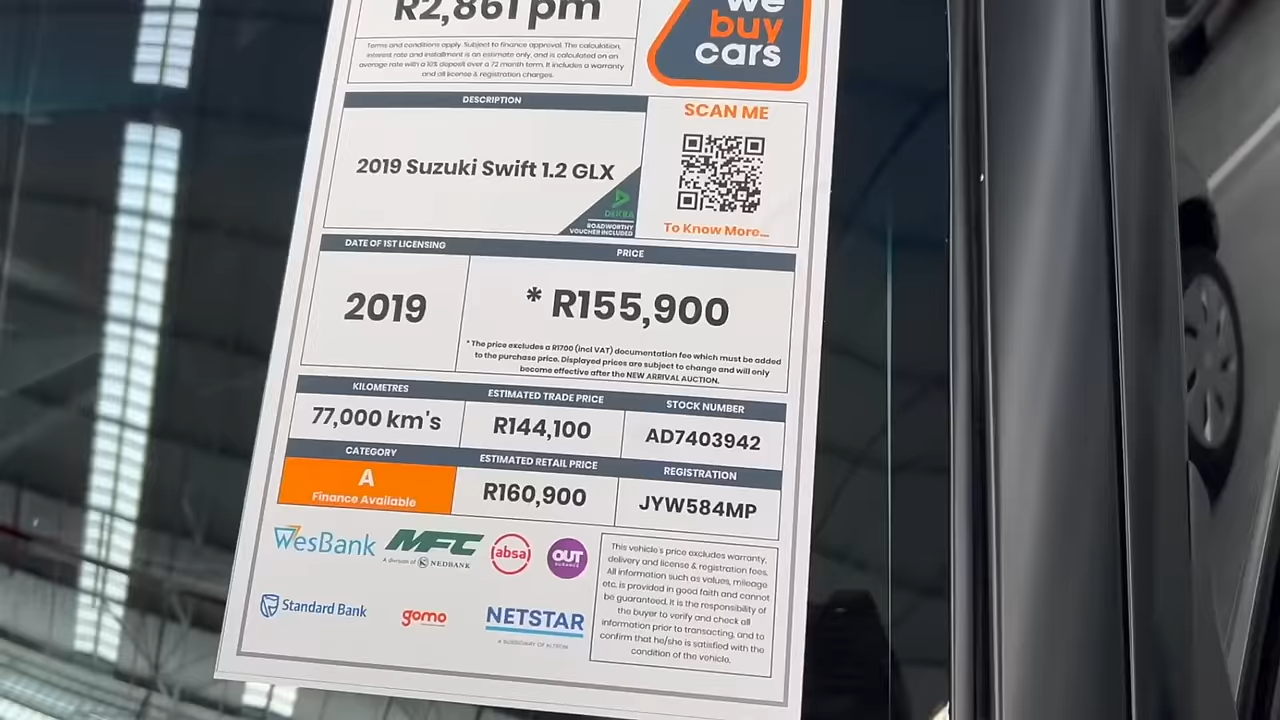 R2,861 pm
Terms and conditions apply. Subject to finance approval. The calculation,
interest rate and installment is an estimate only, and is calculated on an
average rate with a 10% deposit over a 72 month term. It includes a warranty
and all license & registration charges.
we
buy
cars
DESCRIPTION
2019 Suzuki Swift 1.2 GLX
DEKRA
ROADWORTHY
VOUCHER INCLUDED
SCAN ME
To Know More...
DATE OF 1ST LICENSING
2019
PRICE
* R155,900
* The price excludes a R1700 (incl VAT) documentation fee which must be added
to the purchase price. Displayed prices are subject to change and will only
become effective after the NEW ARRIVAL AUCTION.
KILOMETRES
77,000 km's
ESTIMATED TRADE PRICE
R144,100
STOCK NUMBER
AD7403942
CATEGORY
A
Finance Available
ESTIMATED RETAIL PRICE
R160,900
REGISTRATION
JYW584MP
WesBank
MFC
A division of NEDBANK
absa
OUT
SURANCE
Standard Bank
gomo
NETSTAR
A SUBSIDIARY OF ALTRON
This vehicle's price excludes warranty,
delivery and license & registration fees.
All information such as values, mileage
etc. is provided in good faith and cannot
be guaranteed. It is the responsibility of
the buyer to verify and check all
information prior to transacting, and to
confirm that he/she is satisfied with the
condition of the vehicle.